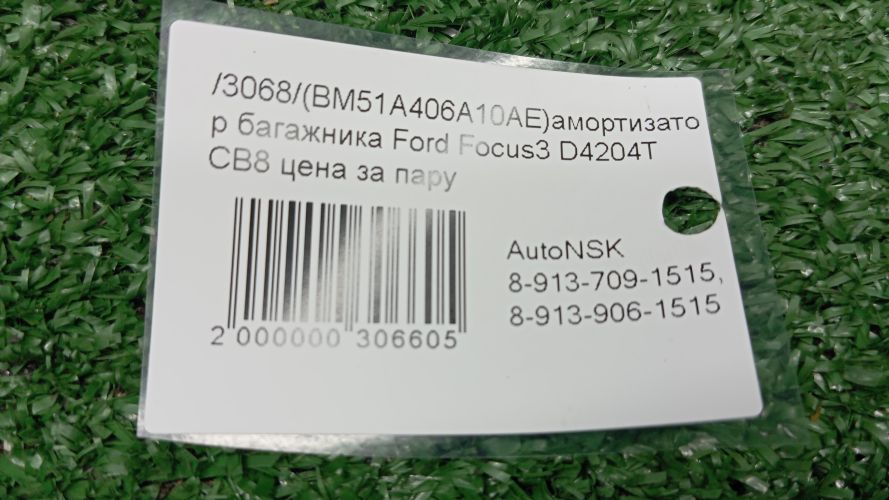 /3068/(BM51A406A10AE)амортизато
р багажника Ford Focus3 D4204T
CB8 цена за пару
AutoNSK
8-913-709-1515,
8-913-906-1515
2 000000 306605